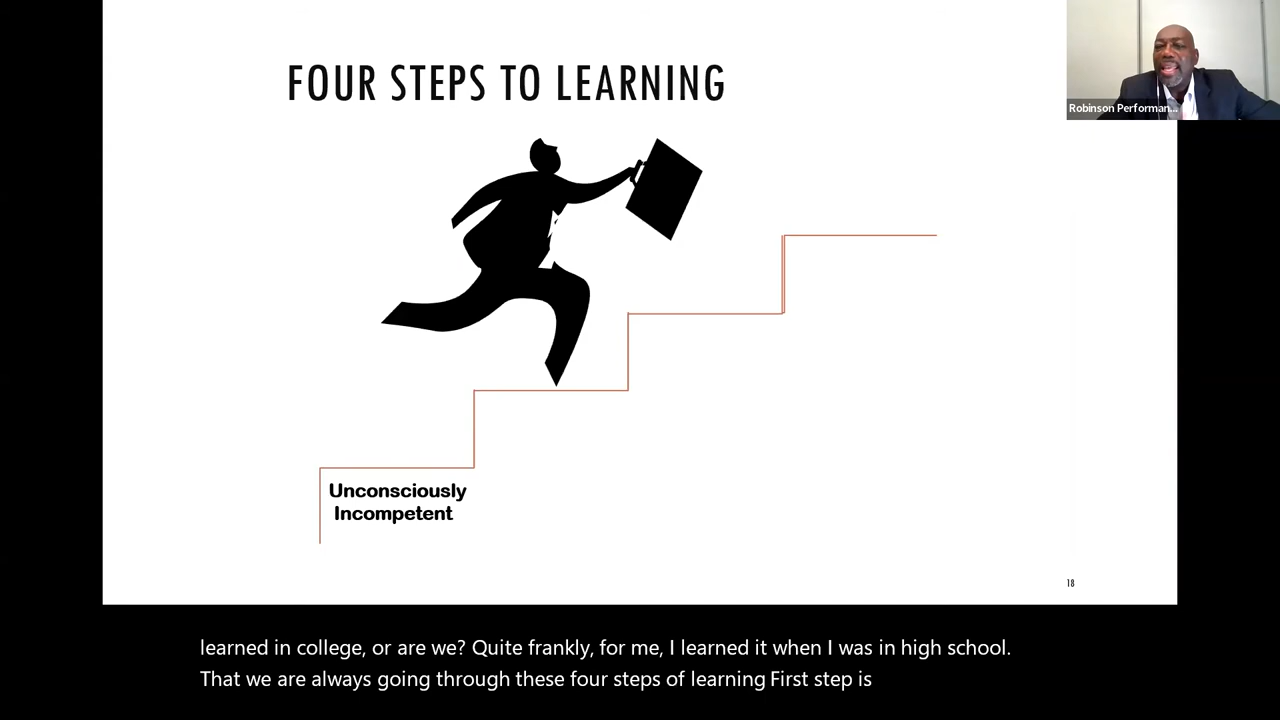 FOUR STEPS TO LEARNING
Robinson Performan...
Unconsciously
Incompetent
18
learned in college, or are we? Quite frankly, for me, I learned it when I was in high school.
That we are always going through these four steps of learning First step is